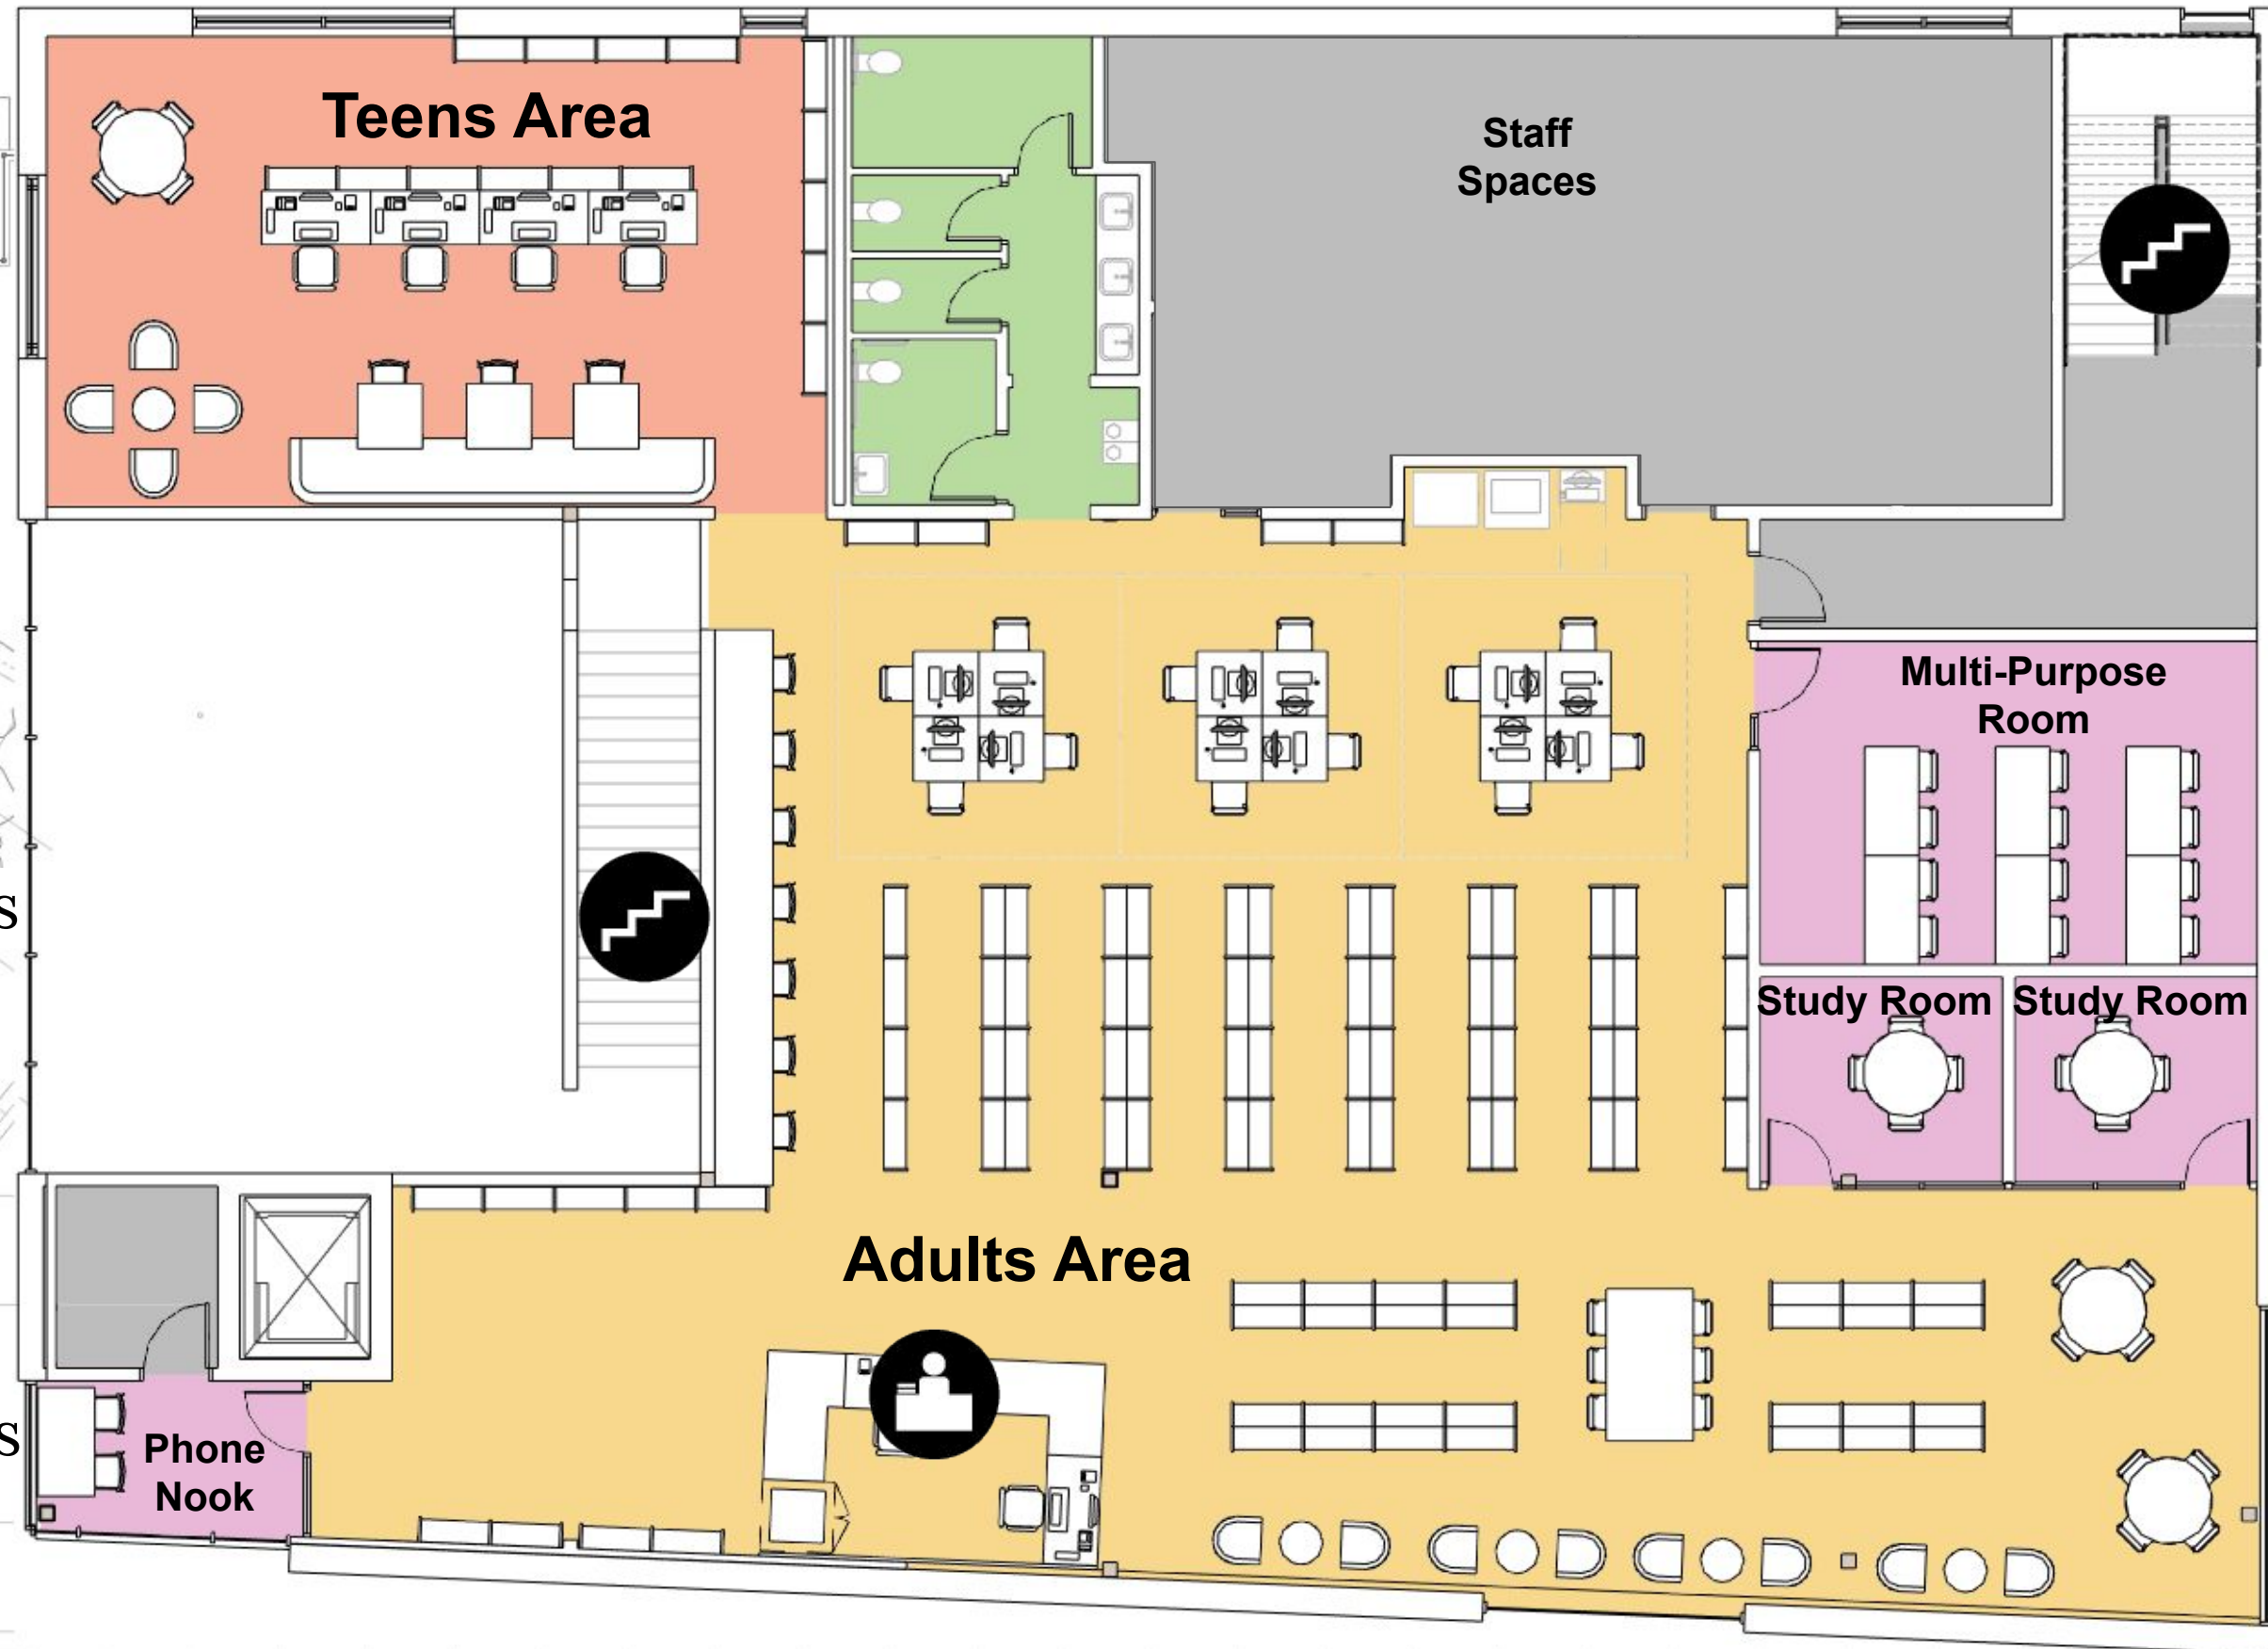 Teens Area
Staff
Spaces
Multi-Purpose
Room
Study Room
Study Room
s
Adults Area
s
Phone
Nook